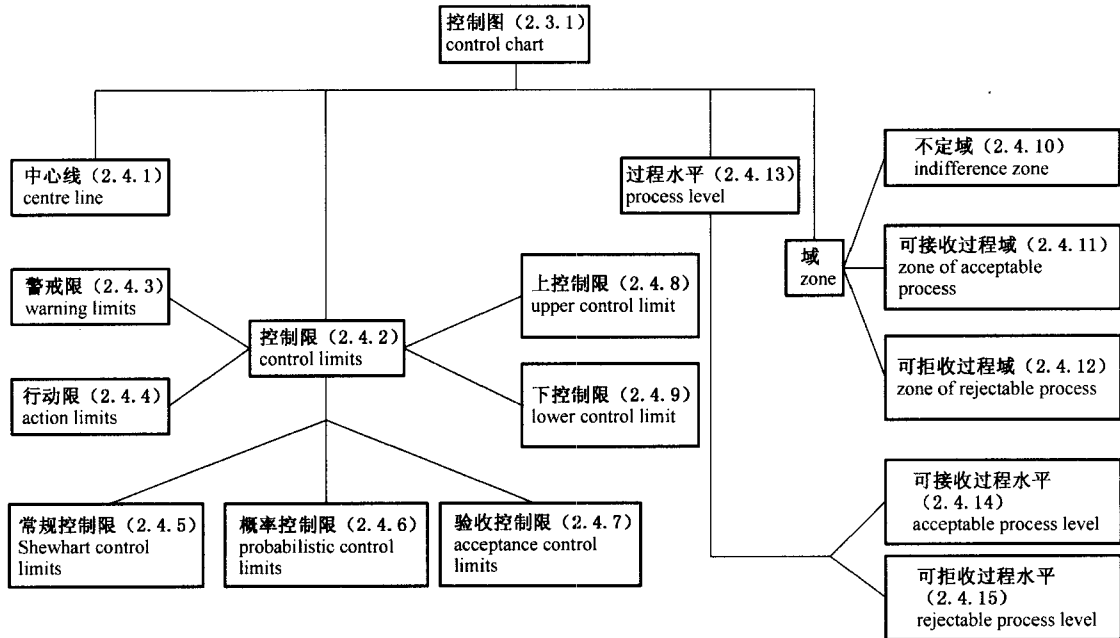 控制图（2.3.1）
control chart
中心线（2.4.1）
centre line
过程水平（2.4.13）
process level
不定域（2.4.10）
indifference zone
域
zone
可接收过程域（2.4.11）
zone of acceptable
process
可拒收过程域（2.4.12）
zone of rejectable process
警戒限（2.4.3）
warning limits
控制限（2.4.2）
control limits
上控制限（2.4.8）
upper control limit
行动限（2.4.4）
action limits
下控制限（2.4.9）
lower control limit
常规控制限（2.4.5）
Shewhart control
limits
概率控制限（2.4.6）
probabilistic control
limits
验收控制限（2.4.7）
acceptance control
limits
可接收过程水平
（2.4.14）
acceptable process level
可拒收过程水平
（2.4.15）
rejectable process level